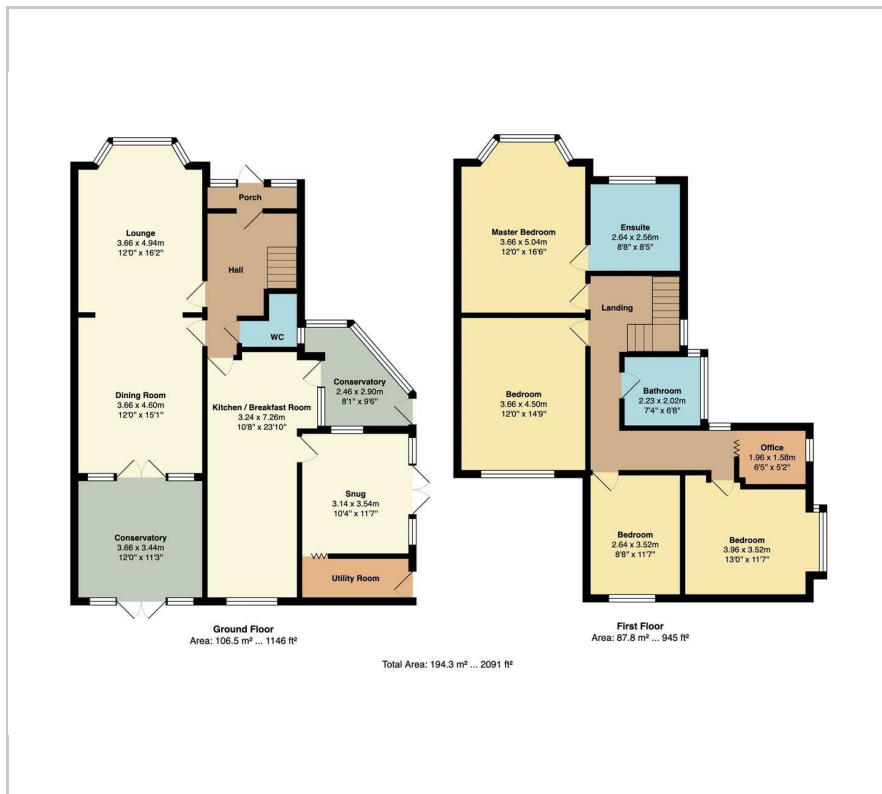 Porch
Lounge
3.66 x 4.94m
12'0" x 16'2"
Hall
WC
Dining Room
3.66 x 4.60m
12'0" x 15'1"
Kitchen / Breakfast Room
3.24 x 7.26m
10'8" x 23'10"
Conservatory
2.46 x 2.90m
8'1" x 9'6"
Snug
3.14 x 3.54m
10'4" x 11'7"
Conservatory
3.66 x 3.44m
12'0" x 11'3"
Utility Room
Ground Floor
Area: 106.5 m² ... 1146 ft²
Master Bedroom
3.66 x 5.04m
12'0" x 16'6"
Ensuite
2.64 x 2.56m
8'8" x 8'5"
Landing
Bedroom
3.66 x 4.50m
12'0" x 14'9"
Bathroom
2.23 x 2.02m
7'4" x 6'8"
Office
1.96 x 1.58m
6'5" x 5'2"
Bedroom
2.64 x 3.52m
8'8" x 11'7"
Bedroom
3.96 x 3.52m
13'0" x 11'7"
First Floor
Area: 87.8 m² ... 945 ft²
Total Area: 194.3 m² ... 2091 ft²